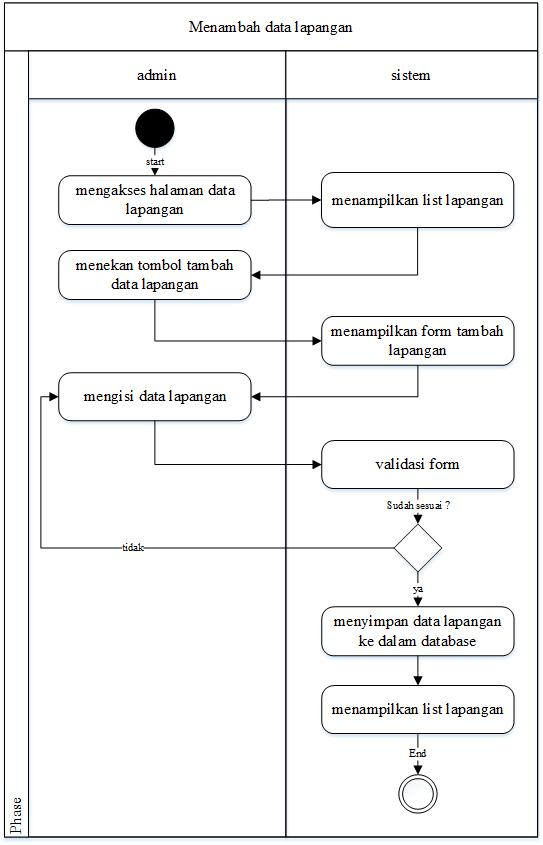 Menambah data lapangan
admin
sistem
start
mengakses halaman data
lapangan
menampilkan list lapangan
menekan tombol tambah
data lapangan
menampilkan form tambah
lapangan
mengisi data lapangan
validasi form
Sudah sesuai ?
tidak
ya
menyimpan data lapangan
ke dalam database
menampilkan list lapangan
End
Phase